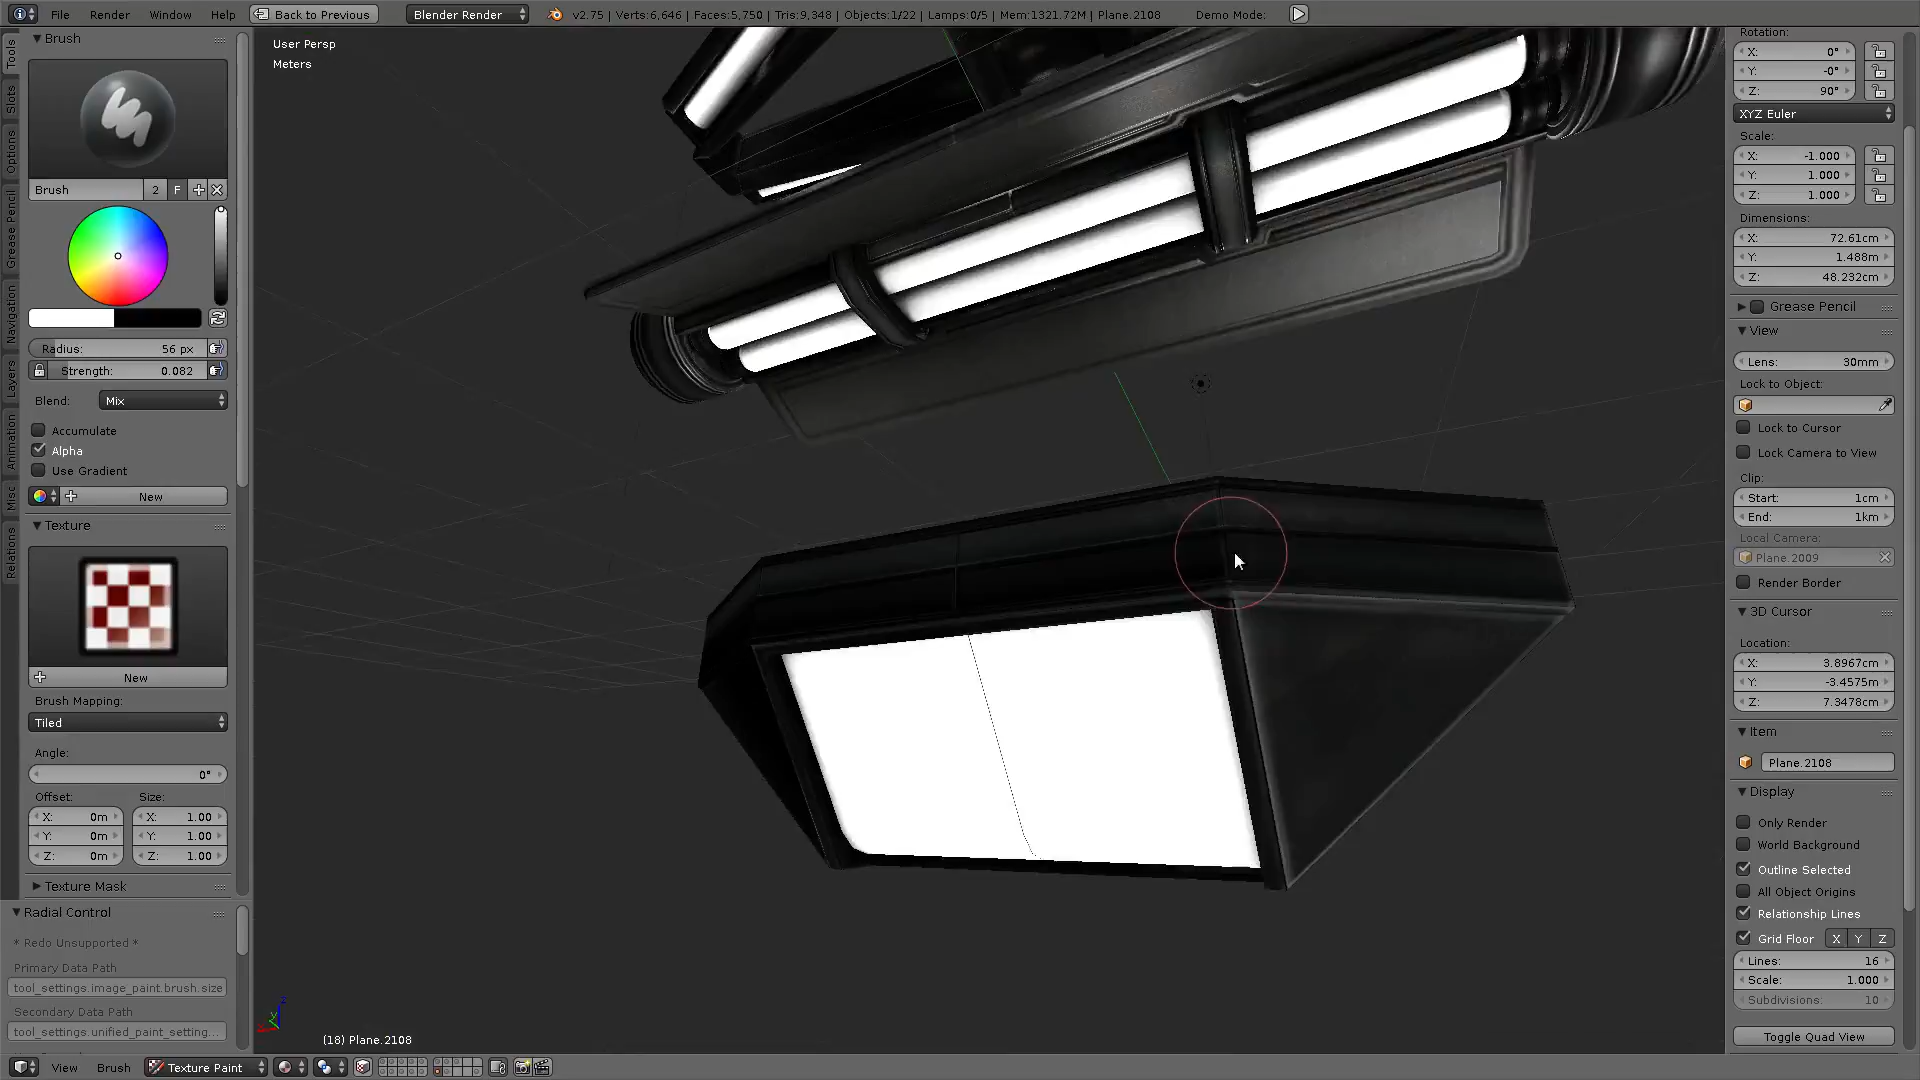 File Render Window Help Back to Previous Blender Render v2.75 | Verts:6,646 | Faces:5,750 | Tris:9,348 | Objects:1/22 | Lamps:0/5 | Mem:1321.72M | Plane.2108 Demo Mode:
Tools
Slots
Options
Grease Pencil
Navigation
Layers
Animation
Misc
Relations
Brush
Brush 2 F
Radius: 56 px
Strength: 0.082
Blend: Mix
Accumulate
Alpha
Use Gradient
New
Texture
New
Brush Mapping:
Tiled
Angle:
0°
Offset: Size:
X: 0m X: 1.00
Y: 0m Y: 1.00
Z: 0m Z: 1.00
Texture Mask
Radial Control
* Redo Unsupported *
Primary Data Path
tool_settings.image_paint.brush.size
Secondary Data Path
tool_settings.unified_paint_setting...
User Persp
Meters
(18) Plane.2108
View Brush Texture Paint
Rotation:
X: 0°
Y: -0°
Z: 90°
XYZ Euler
Scale:
X: -1.000
Y: 1.000
Z: 1.000
Dimensions:
X: 72.61cm
Y: 1.488m
Z: 48.232cm
Grease Pencil
View
Lens: 30mm
Lock to Object:
Lock to Cursor
Lock Camera to View
Clip:
Start: 1cm
End: 1km
Local Camera:
Plane.2009
Render Border
3D Cursor
Location:
X: 3.8967cm
Y: -3.4575m
Z: 7.3478cm
Item
Plane.2108
Display
Only Render
World Background
Outline Selected
All Object Origins
Relationship Lines
Grid Floor X Y Z
Lines: 16
Scale: 1.000
Subdivisions: 10
Toggle Quad View